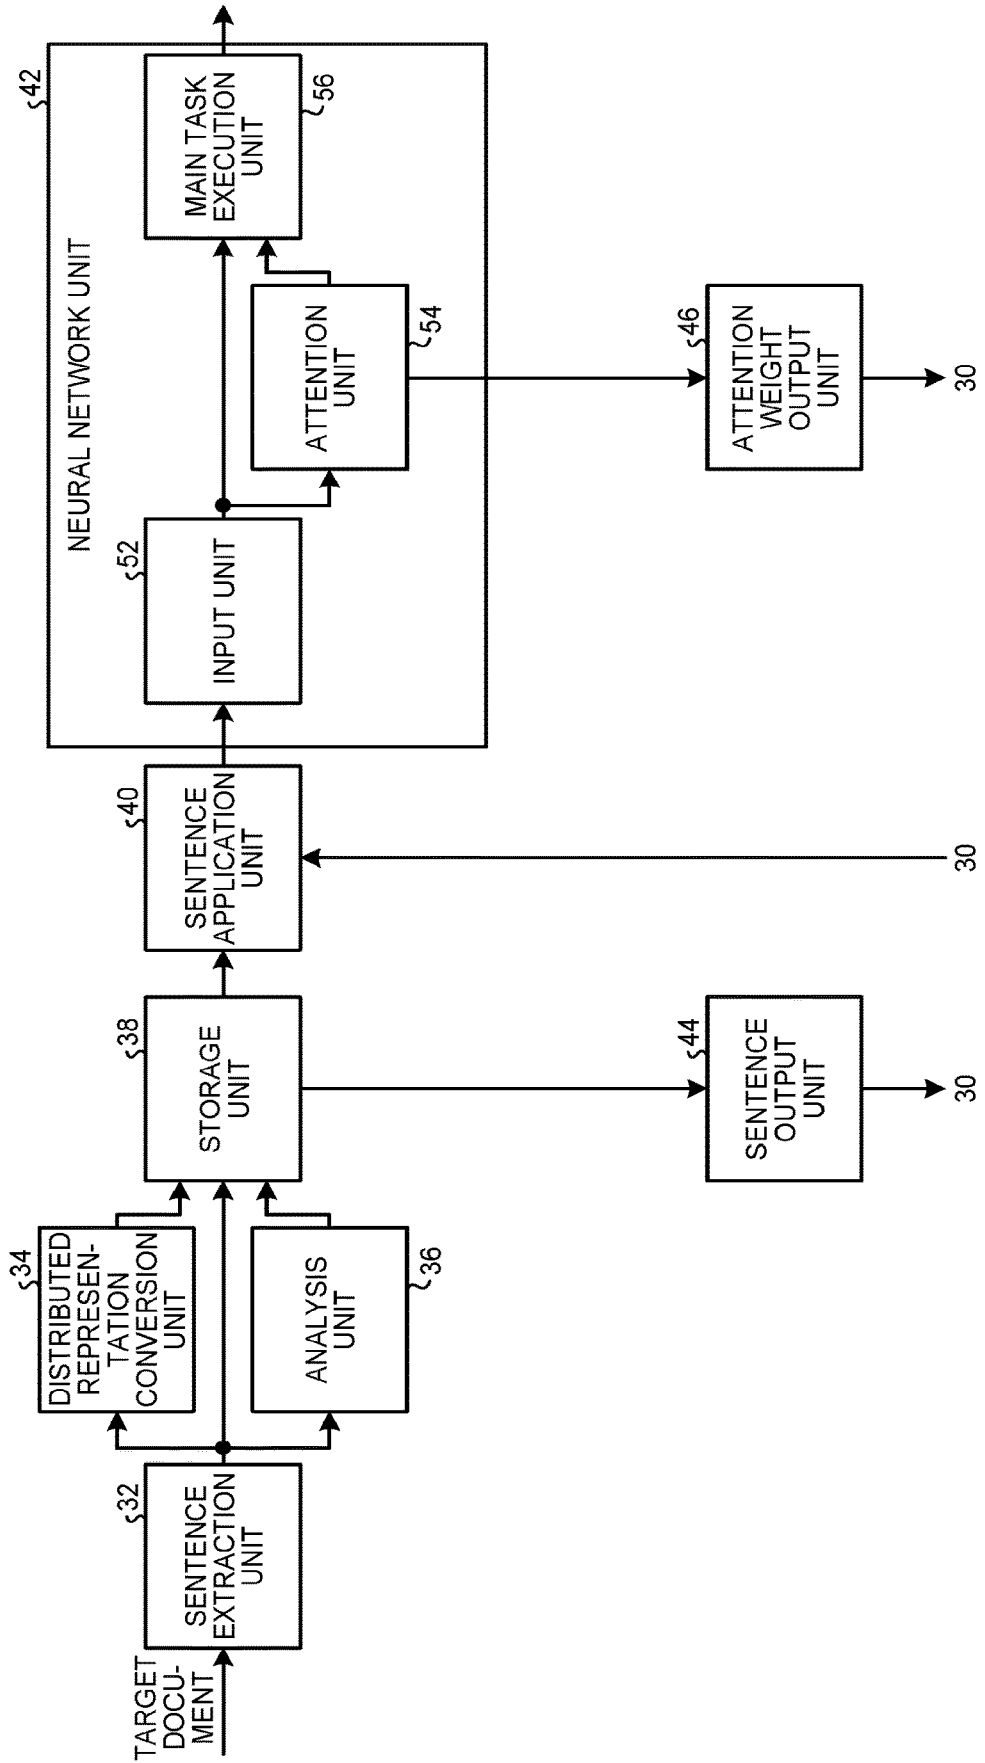 TARGET
DOCU-
MENT
32
SENTENCE
EXTRACTION
UNIT
34
DISTRIBUTED
REPRESEN-
TATION
CONVERSION
UNIT
ANALYSIS
UNIT
36
38
STORAGE
UNIT
40
SENTENCE
APPLICATION
UNIT
42
NEURAL NETWORK UNIT
52
INPUT UNIT
ATTENTION
UNIT
54
MAIN TASK
EXECUTION
UNIT
56
44
SENTENCE
OUTPUT
UNIT
30
30
46
ATTENTION
WEIGHT
OUTPUT
UNIT
30